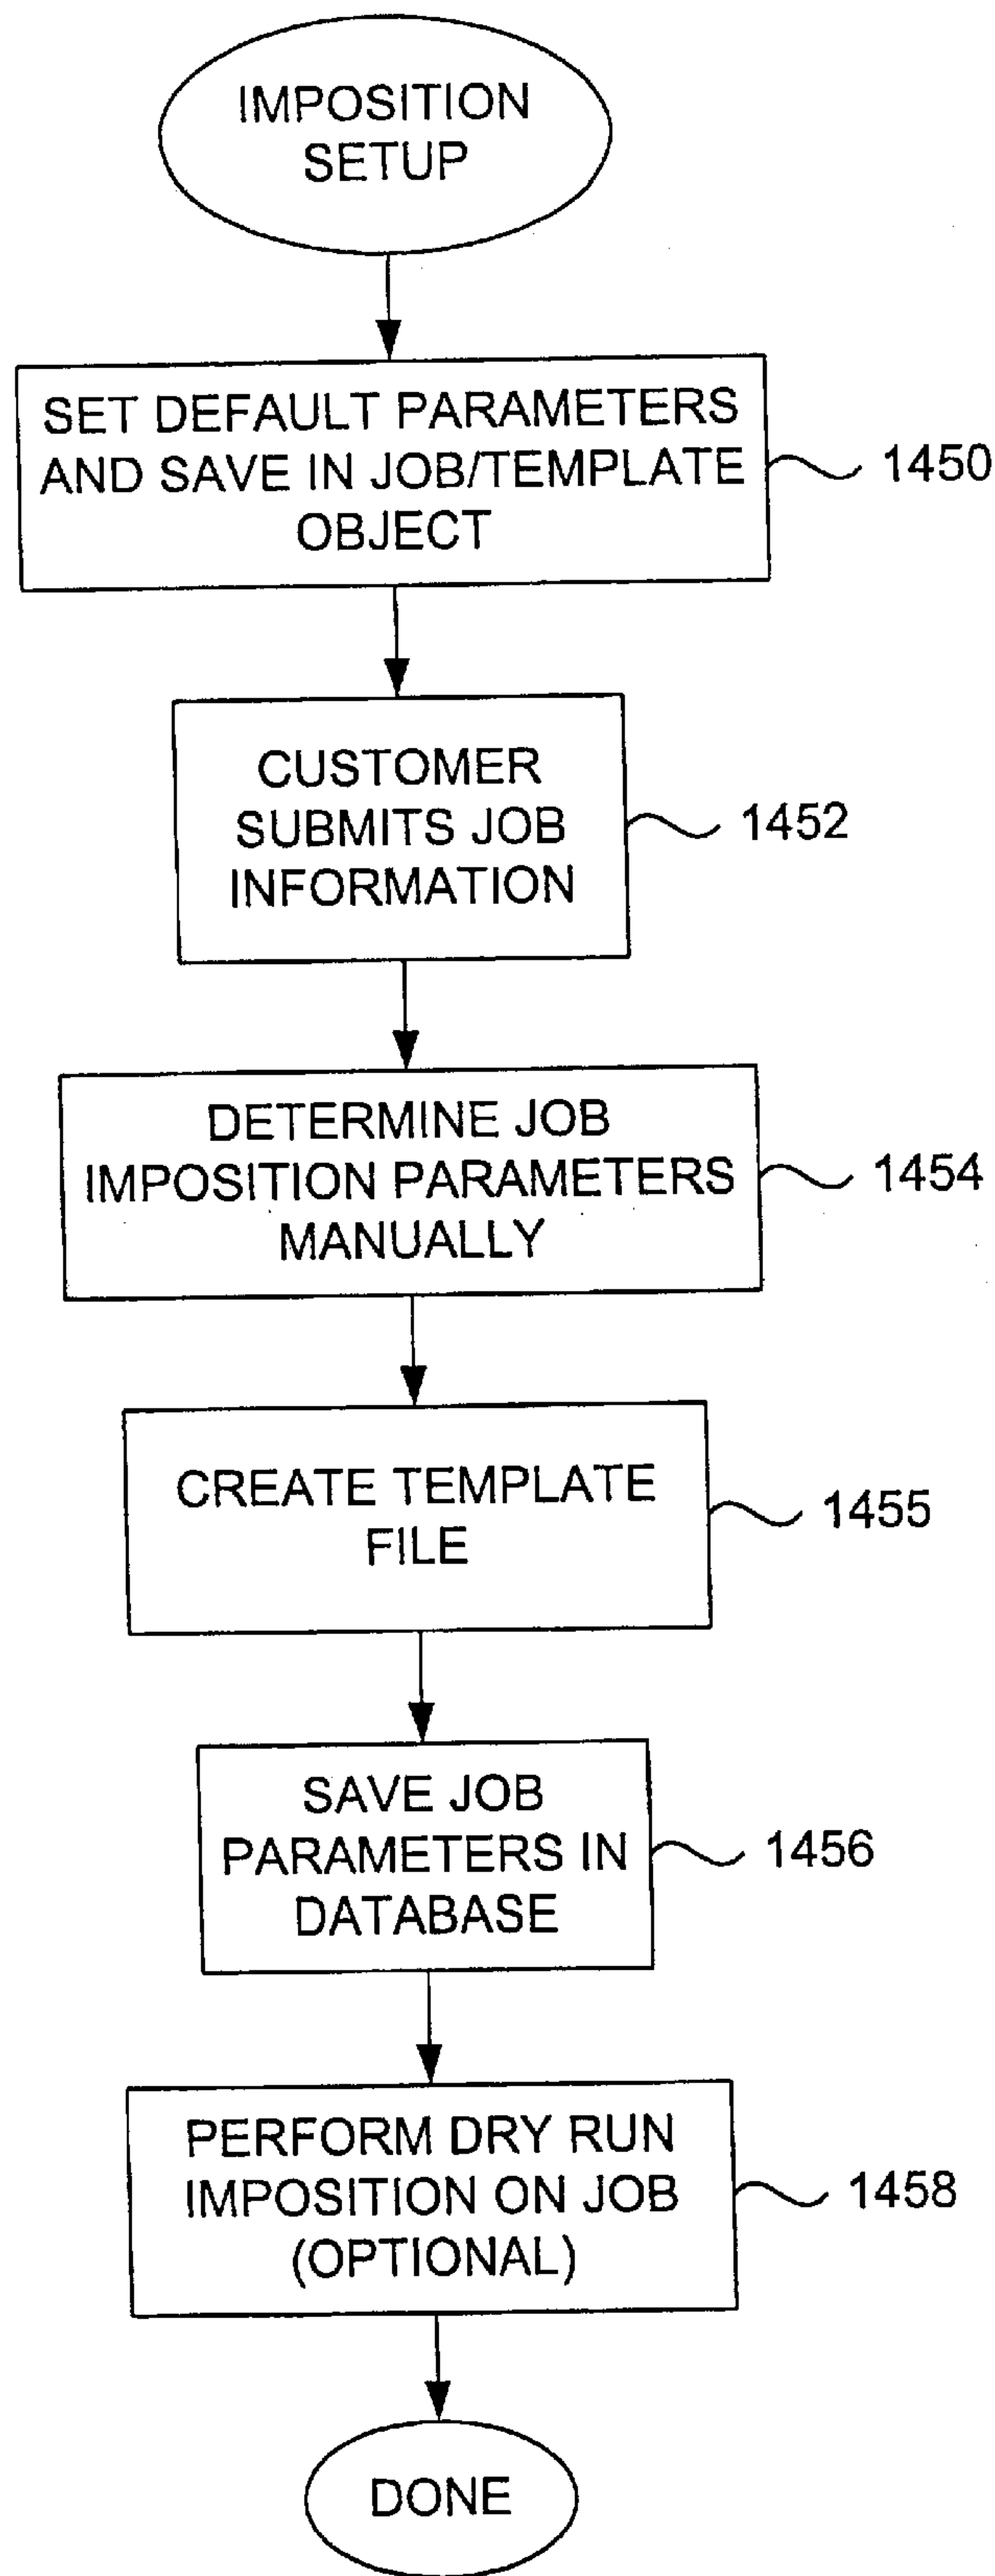 IMPOSITION
SETUP
SET DEFAULT PARAMETERS
AND SAVE IN JOB/TEMPLATE
OBJECT
1450
CUSTOMER
SUBMITS JOB
INFORMATION
1452
DETERMINE JOB
IMPOSITION PARAMETERS
MANUALLY
1454
CREATE TEMPLATE
FILE
1455
SAVE JOB
PARAMETERS IN
DATABASE
1456
PERFORM DRY RUN
IMPOSITION ON JOB
(OPTIONAL)
1458
DONE